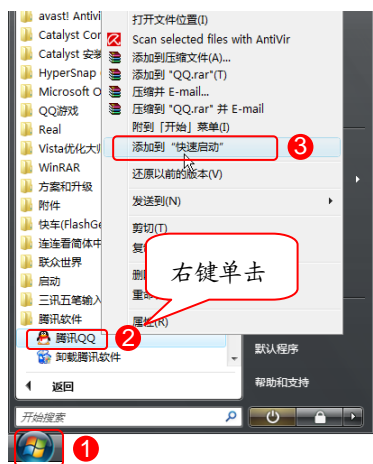 avast! Antivi
Catalyst Cor
Catalyst 安装
HyperSnap
Microsoft O
QQ游戏
Real
Vista优化大师
WinRAR
方案和升级
附件
快车(FlashGe
连连看简体中
联众世界
启动
三讯五笔输入
腾讯软件
腾讯QQ
卸载腾讯软件
返回
开始搜索
打开文件位置(I)
Scan selected files with AntiVir
添加到压缩文件(A)...
添加到 "QQ.rar"(T)
压缩并 E-mail...
压缩到 "QQ.rar" 并 E-mail
附到「开始」菜单(I)
添加到 "快速启动"
还原以前的版本(V)
发送到(N)
剪切(T)
属性(R)
右键单击
默认程序
帮助和支持
1
2
3